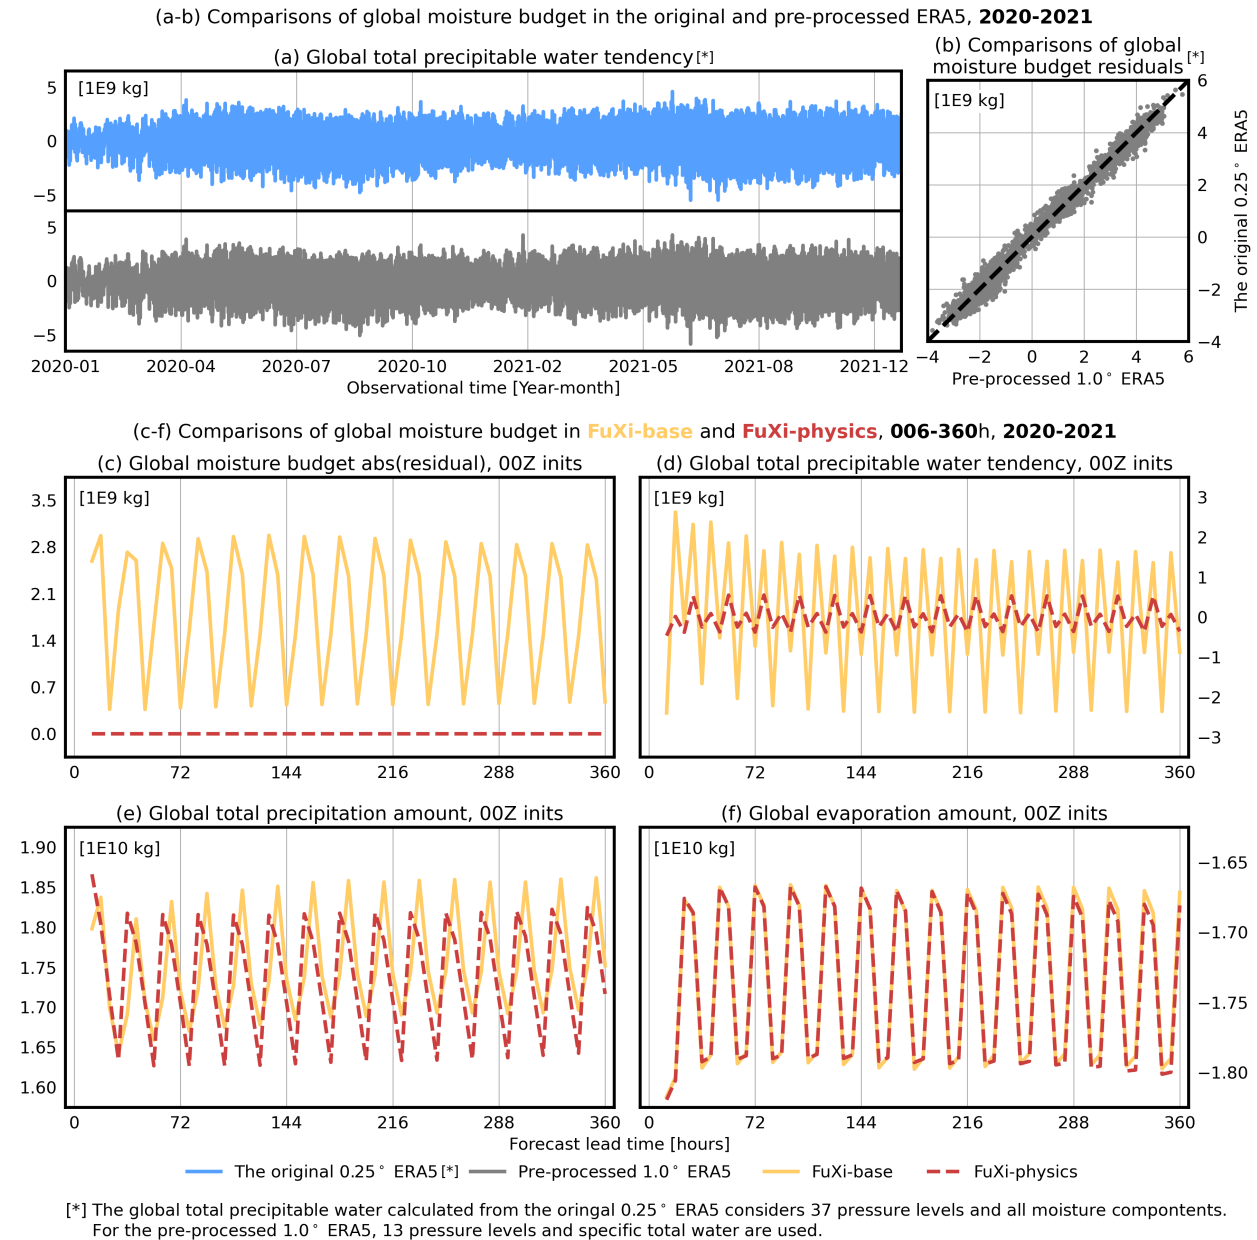 (a-b) Comparisons of global moisture budget in the original and pre-processed ERA5, 2020-2021
(a) Global total precipitable water tendency[*]
[1E9 kg]
5
0
−5
5
0
−5
2020-01 2020-04 2020-07 2020-10 2021-02 2021-05 2021-08 2021-12
Observational time [Year-month]
(b) Comparisons of global
moisture budget residuals[*]
[1E9 kg]
6
4
2
0
−2
−4
−4 −2 0 2 4 6
Pre-processed 1.0° ERA5
The original 0.25° ERA5
(c-f) Comparisons of global moisture budget in FuXi-base and FuXi-physics, 006-360h, 2020-2021
(c) Global moisture budget abs(residual), 00Z inits
[1E9 kg]
3.5
2.8
2.1
1.4
0.7
0.0
0 72 144 216 288 360
(d) Global total precipitable water tendency, 00Z inits
[1E9 kg]
3
2
1
0
−1
−2
−3
0 72 144 216 288 360
(e) Global total precipitation amount, 00Z inits
[1E10 kg]
1.90
1.85
1.80
1.75
1.70
1.65
1.60
0 72 144 216 288 360
(f) Global evaporation amount, 00Z inits
[1E10 kg]
−1.65
−1.70
−1.75
−1.80
0 72 144 216 288 360
Forecast lead time [hours]
The original 0.25° ERA5[*] Pre-processed 1.0° ERA5 FuXi-base FuXi-physics
[*] The global total precipitable water calculated from the oringal 0.25° ERA5 considers 37 pressure levels and all moisture compontents.
For the pre-processed 1.0° ERA5, 13 pressure levels and specific total water are used.